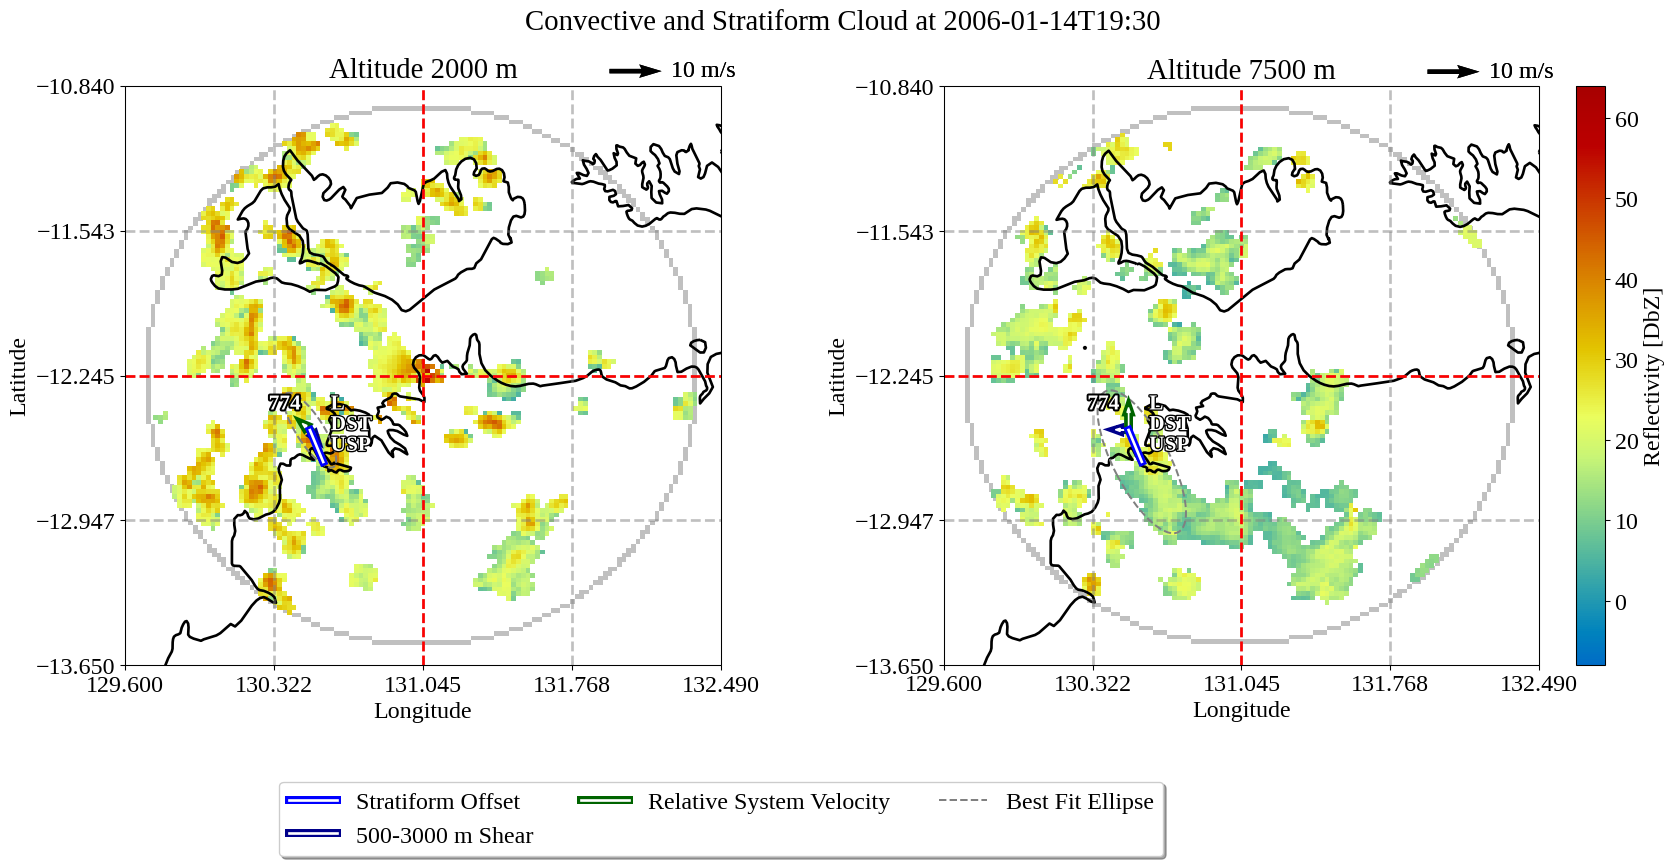 Convective and Stratiform Cloud at 2006-01-14T19:30
Altitude 2000 m
10 m/s
−10.840
−11.543
−12.245
−12.947
−13.650
Latitude
774
L
DST
USP
129.600
130.322
131.045
131.768
132.490
Longitude
Altitude 7500 m
10 m/s
−10.840
−11.543
−12.245
−12.947
−13.650
Latitude
774
L
DST
USP
129.600
130.322
131.045
131.768
132.490
Longitude
60
50
40
30
20
10
0
Reflectivity [DbZ]
Stratiform Offset
Relative System Velocity
Best Fit Ellipse
500-3000 m Shear